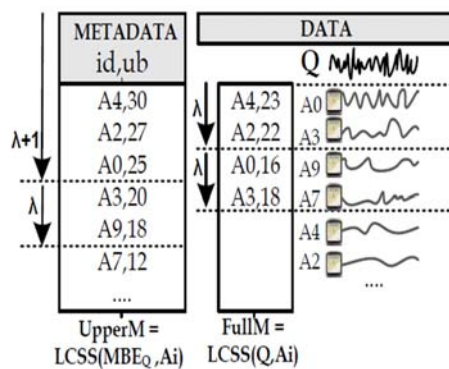 METADATA
id,ub
λ+1
λ
A4,30
A2,27
A0,25
A3,20
A9,18
A7,12
....
UpperM =
LCSS(MBEQ,Ai)
DATA
Q
λ
λ
A4,23
A2,22
A0,16
A3,18
FullM =
LCSS(Q,Ai)
A0
A3
A9
A7
A4
A2
....